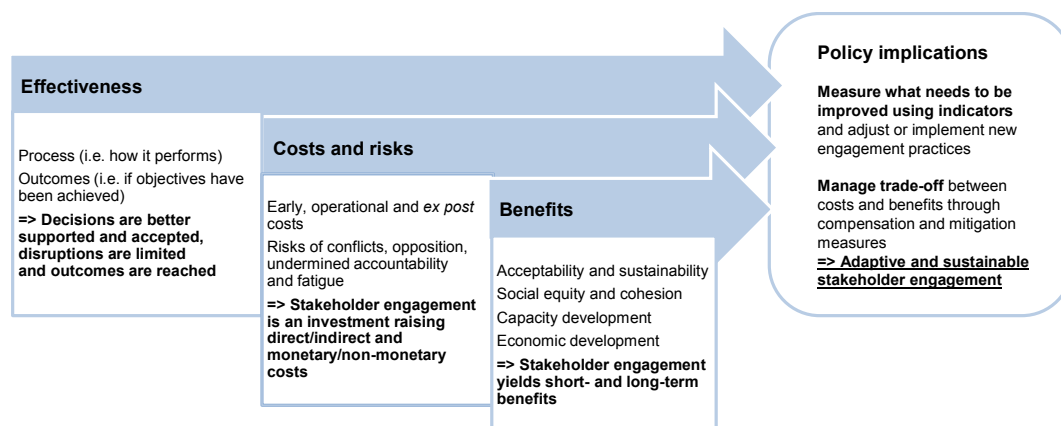 Effectiveness
Process (i.e. how it performs)
Outcomes (i.e. if objectives have
been achieved)
=> Decisions are better
supported and accepted,
disruptions are limited
and outcomes are reached
Costs and risks
Early, operational and ex post
costs
Risks of conflicts, opposition,
undermined accountability
and fatigue
=> Stakeholder engagement
is an investment raising
direct/indirect and
monetary/non-monetary
costs
Benefits
Acceptability and sustainability
Social equity and cohesion
Capacity development
Economic development
=> Stakeholder engagement
yields short- and long-term
benefits
Policy implications
Measure what needs to be
improved using indicators
and adjust or implement new
engagement practices
Manage trade-off between
costs and benefits through
compensation and mitigation
measures
=> Adaptive and sustainable
stakeholder engagement